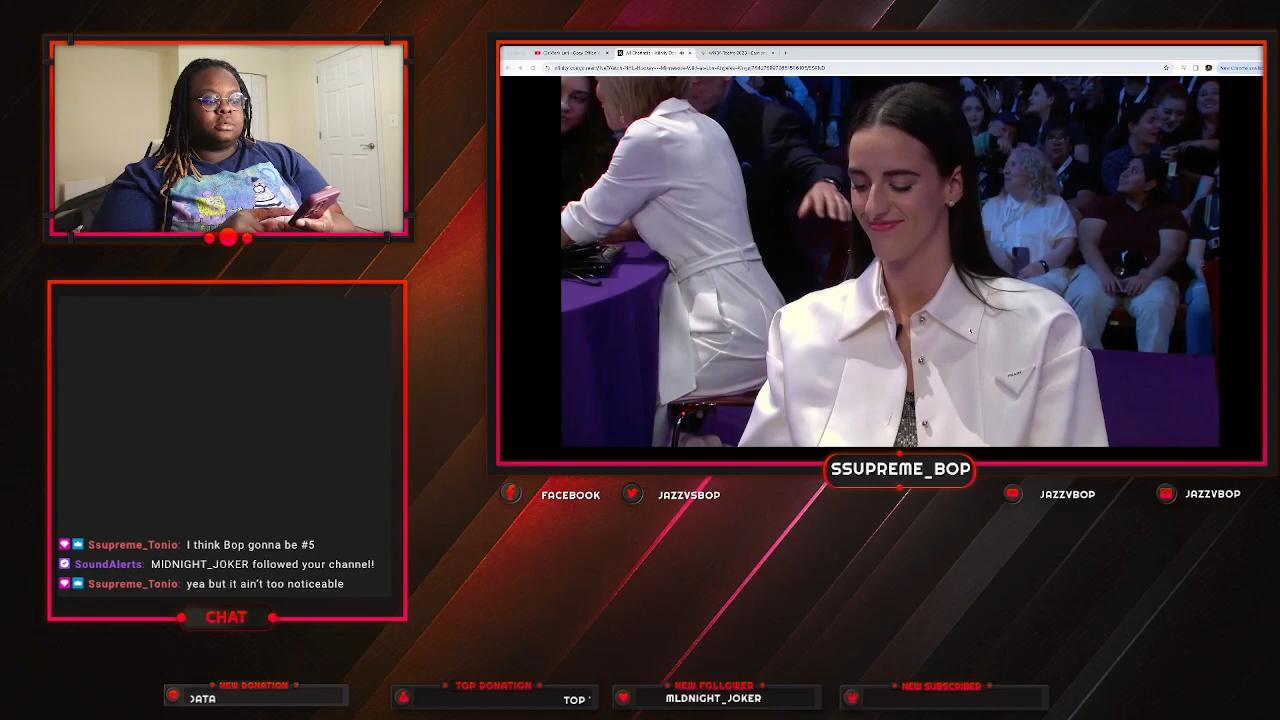 SSUPREME_BOP
FACEBOOK
JAZZVSBOP
JAZZVBOP
JAZZVBOP
Ssupreme_Tonio: I think Bop gonna be #5
SoundAlerts: MIDNIGHT_JOKER followed your channel!
Ssupreme_Tonio: yea but it ain't too noticeable
CHAT
NEW DONATION
DATA
TOP DONATION
TOP
NEW FOLLOWER
MLDNIGHT_JOKER
NEW SUBSCRIBER